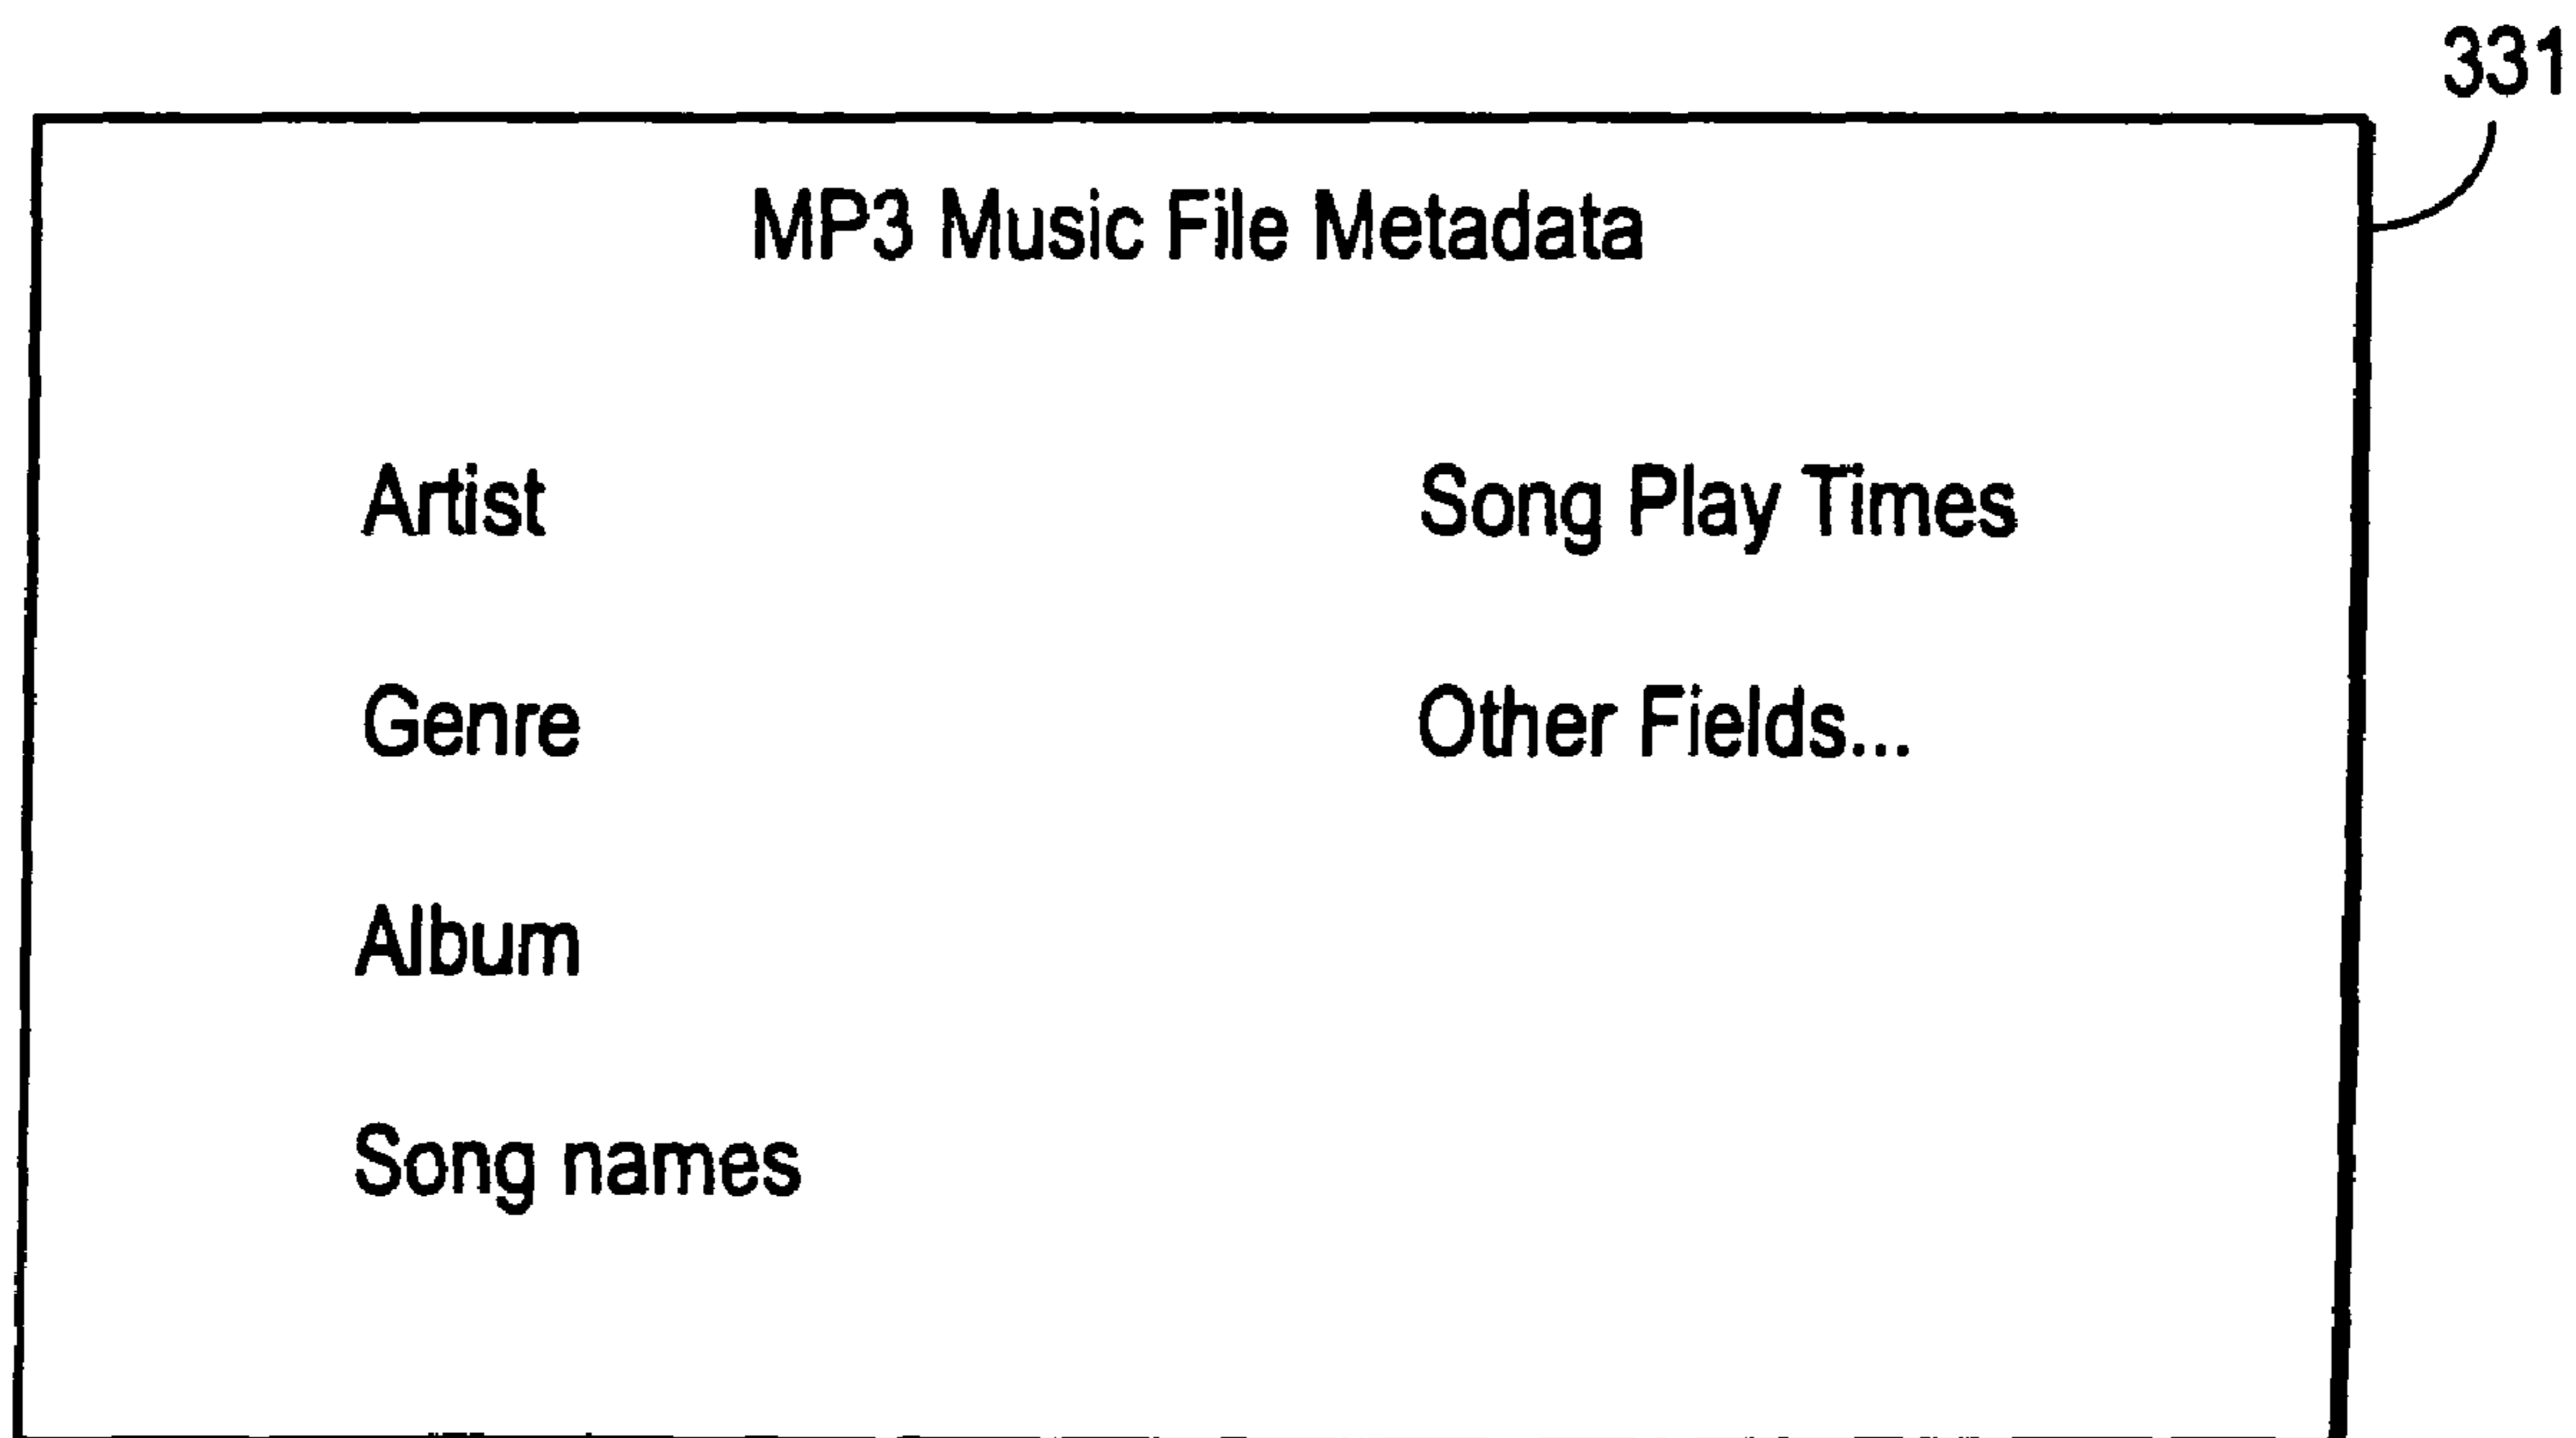 331
MP3 Music File Metadata
Artist
Genre
Album
Song names
Song Play Times
Other Fields...